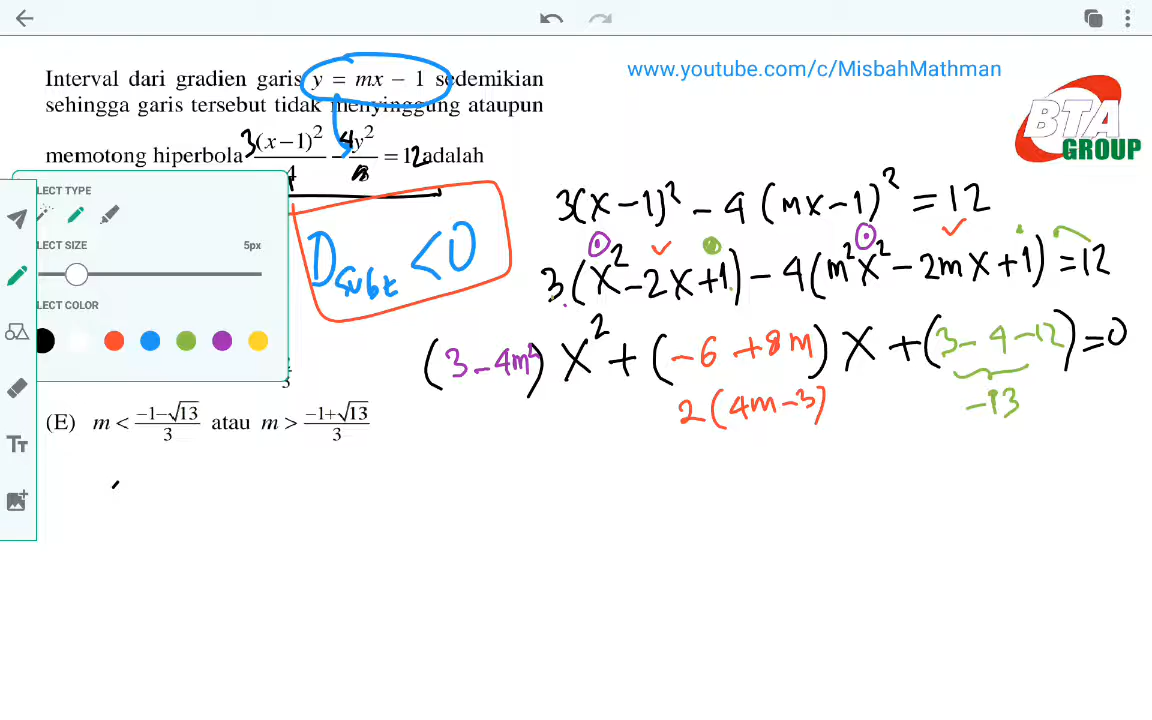 Interval dari gradien garis y = mx − 1 sedemikian
www.youtube.com/c/MisbahMathman
sehingga garis tersebut tidak menyinggung ataupun
memotong hiperbola 3(x−1)²/4 − 4y²/3 = 12 adalah
BTA
GROUP
LECT TYPE
LECT SIZE 5px
LECT COLOR
Tт
D subt < 0
3(x−1)² − 4(mx−1)² = 12
3(x²−2x+1) − 4(m²x²−2mx+1) = 12
(3−4m²)x² + (−6+8m)x + (3−4−12) = 0
2(4m−3) −13
3
(E) m < (−1−√13)/3 atau m > (−1+√13)/3